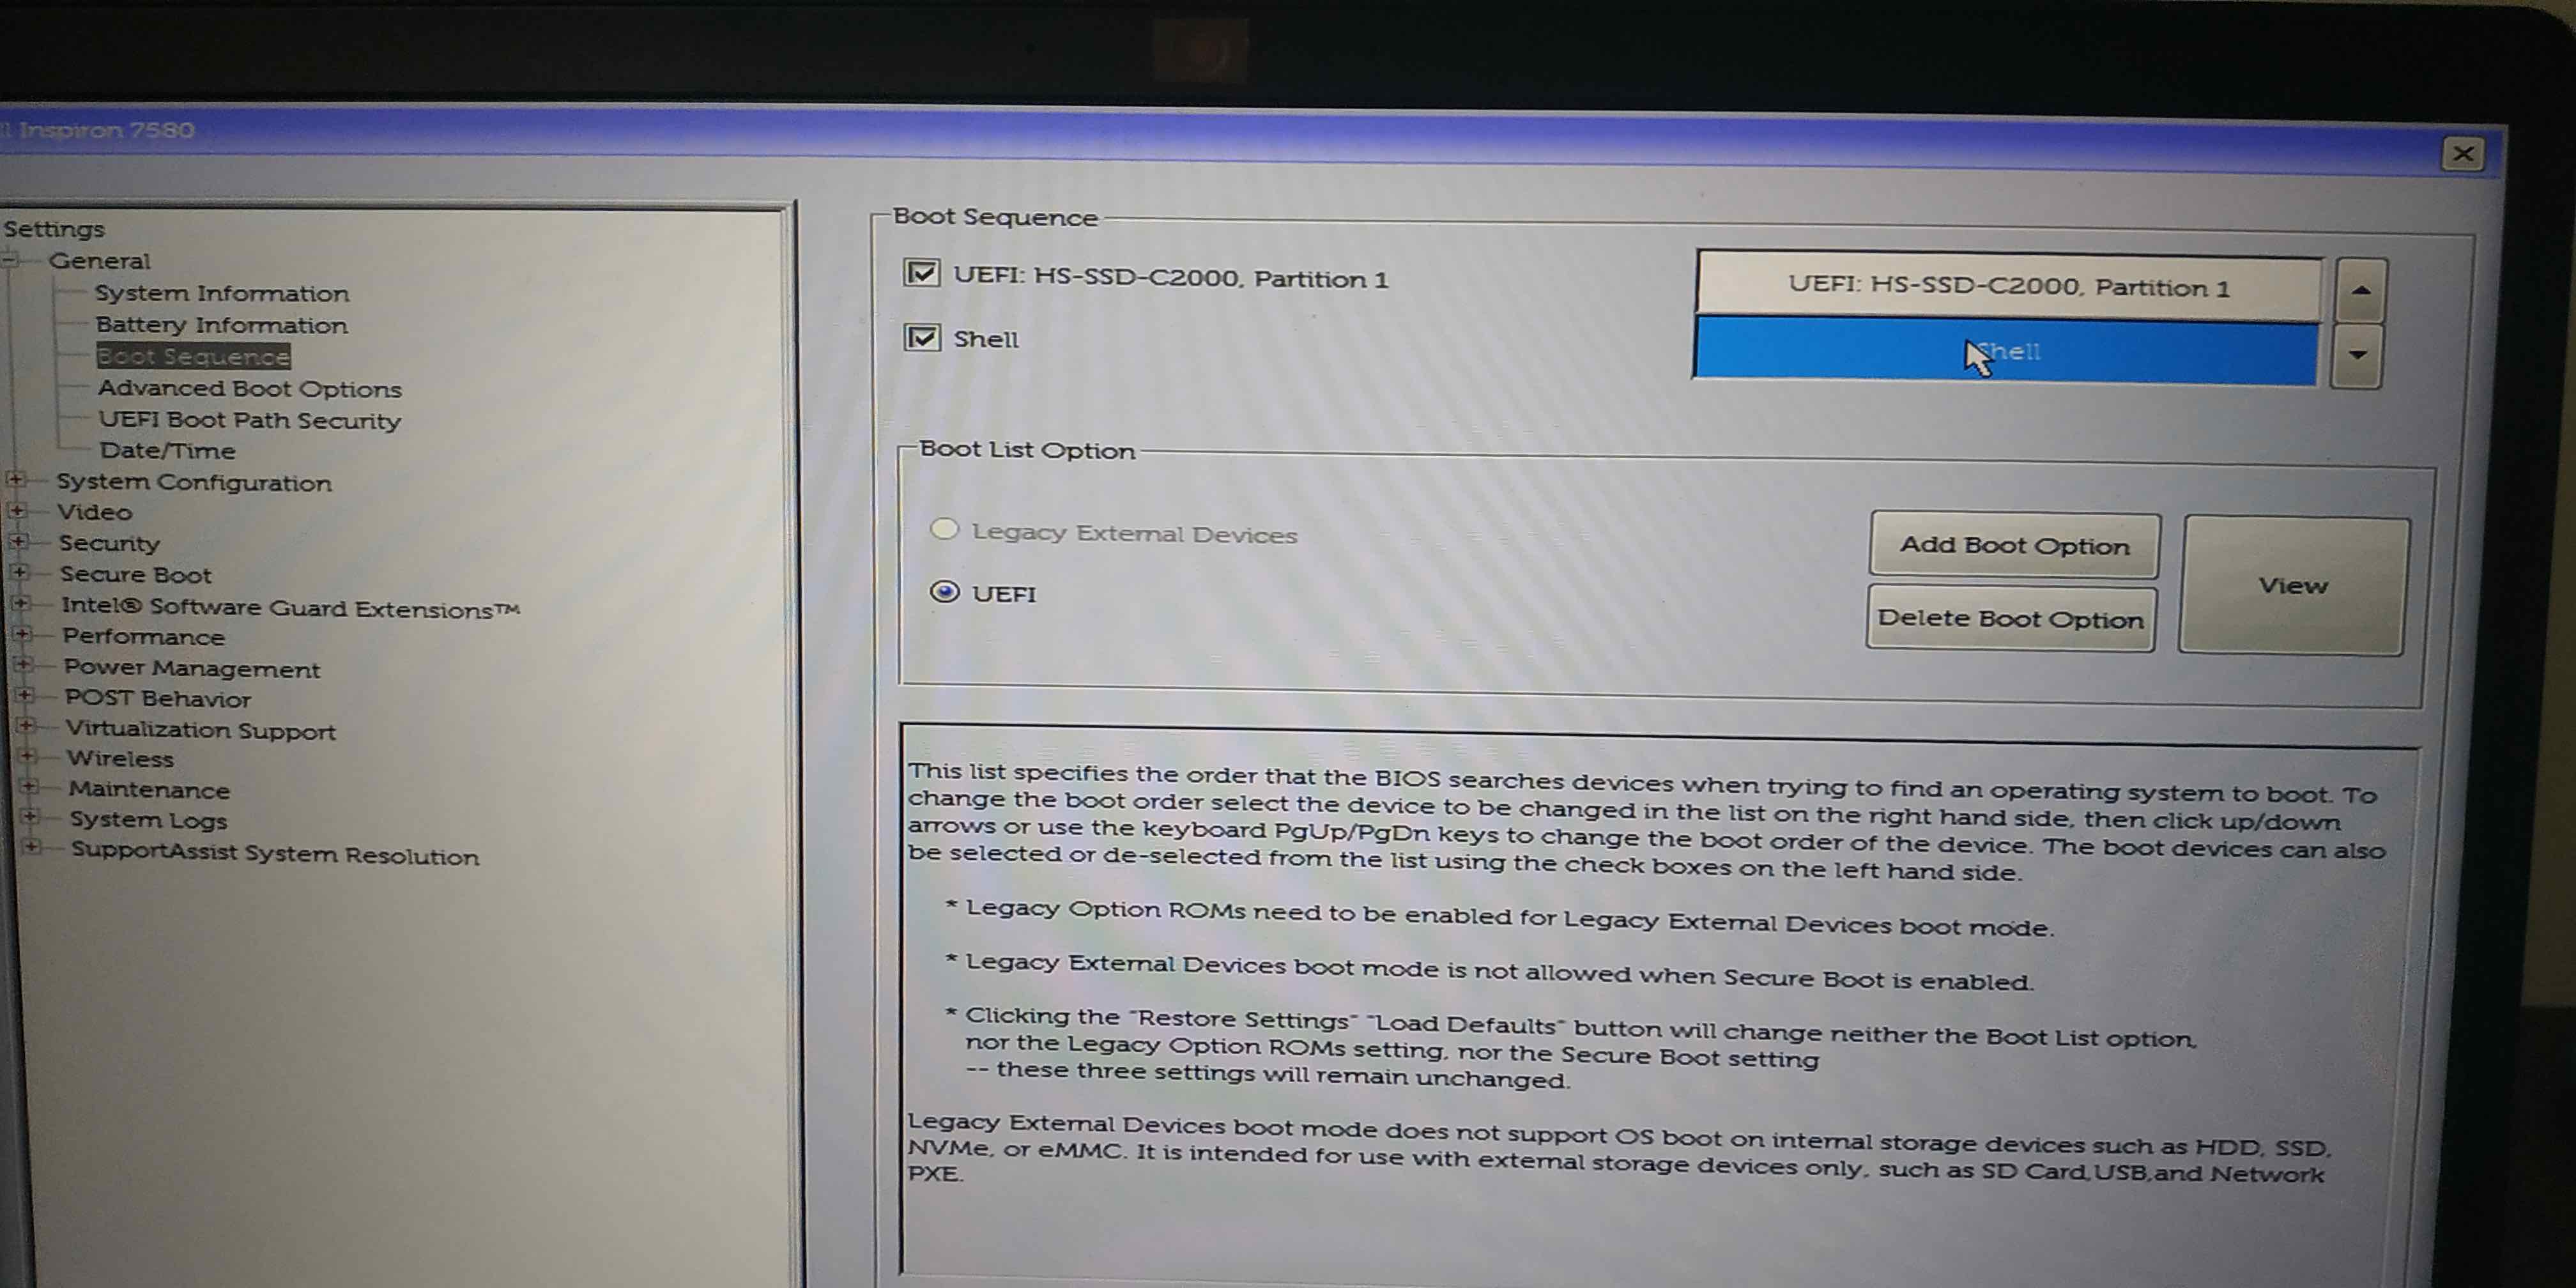 Inspiron 7580
Settings
General
System Information
Battery Information
Boot Sequence
Advanced Boot Options
UEFI Boot Path Security
Date/Time
System Configuration
Video
Security
Secure Boot
Intel® Software Guard Extensions™
Performance
Power Management
POST Behavior
Virtualization Support
Wireless
Maintenance
System Logs
SupportAssist System Resolution
Boot Sequence
UEFI: HS-SSD-C2000, Partition 1
Shell
UEFI: HS-SSD-C2000, Partition 1
Shell
Boot List Option
Legacy External Devices
UEFI
Add Boot Option
Delete Boot Option
View
This list specifies the order that the BIOS searches devices when trying to find an operating system to boot. To
change the boot order select the device to be changed in the list on the right hand side, then click up/down
arrows or use the keyboard PgUp/PgDn keys to change the boot order of the device. The boot devices can also
be selected or de-selected from the list using the check boxes on the left hand side.
* Legacy Option ROMs need to be enabled for Legacy External Devices boot mode.
* Legacy External Devices boot mode is not allowed when Secure Boot is enabled.
* Clicking the "Restore Settings" "Load Defaults" button will change neither the Boot List option,
nor the Legacy Option ROMs setting, nor the Secure Boot setting
-- these three settings will remain unchanged.
Legacy External Devices boot mode does not support OS boot on internal storage devices such as HDD, SSD,
NVMe, or eMMC. It is intended for use with external storage devices only, such as SD Card,USB,and Network
PXE.